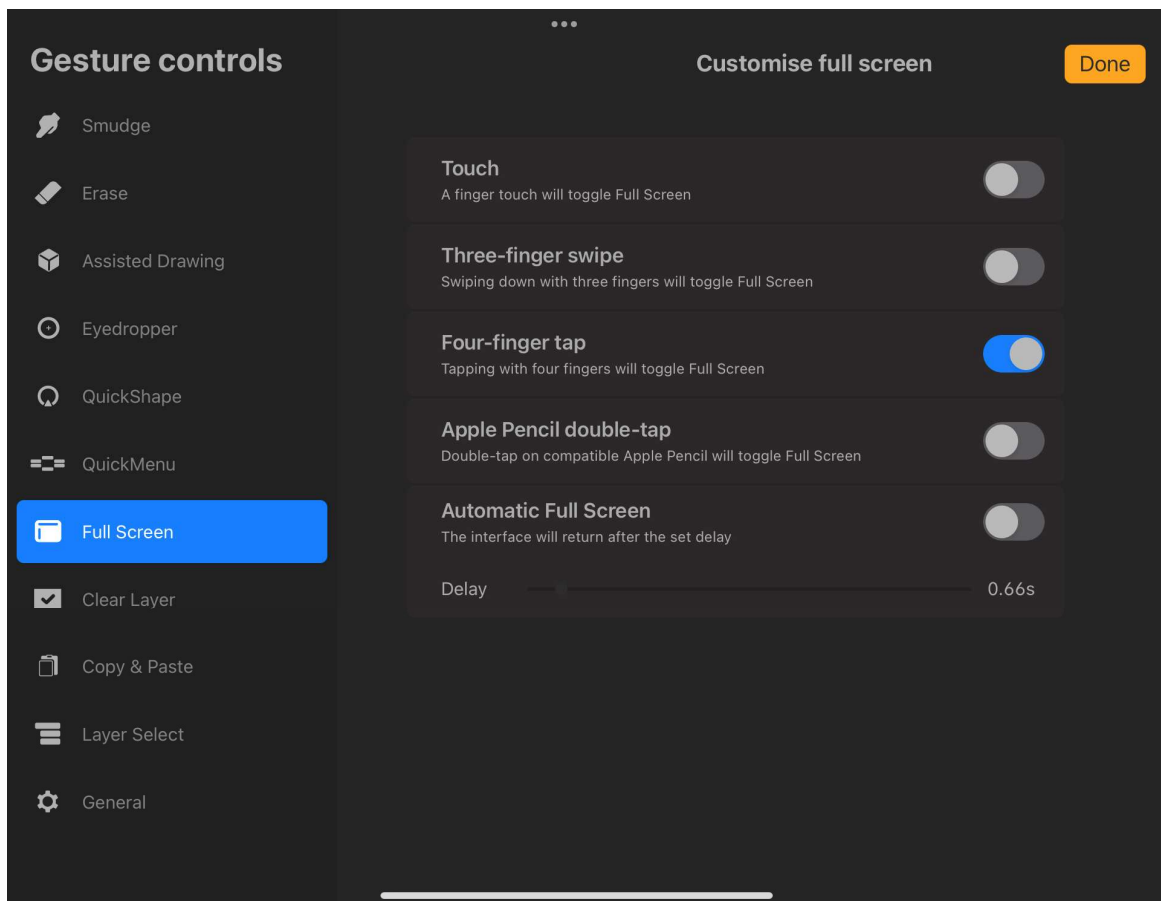 Gesture controls
Smudge
Erase
Assisted Drawing
Eyedropper
QuickShape
QuickMenu
Full Screen
Clear Layer
Copy & Paste
Layer Select
General
Customise full screen
Done
Touch
A finger touch will toggle Full Screen
Three-finger swipe
Swiping down with three fingers will toggle Full Screen
Four-finger tap
Tapping with four fingers will toggle Full Screen
Apple Pencil double-tap
Double-tap on compatible Apple Pencil will toggle Full Screen
Automatic Full Screen
The interface will return after the set delay
Delay 0.66s